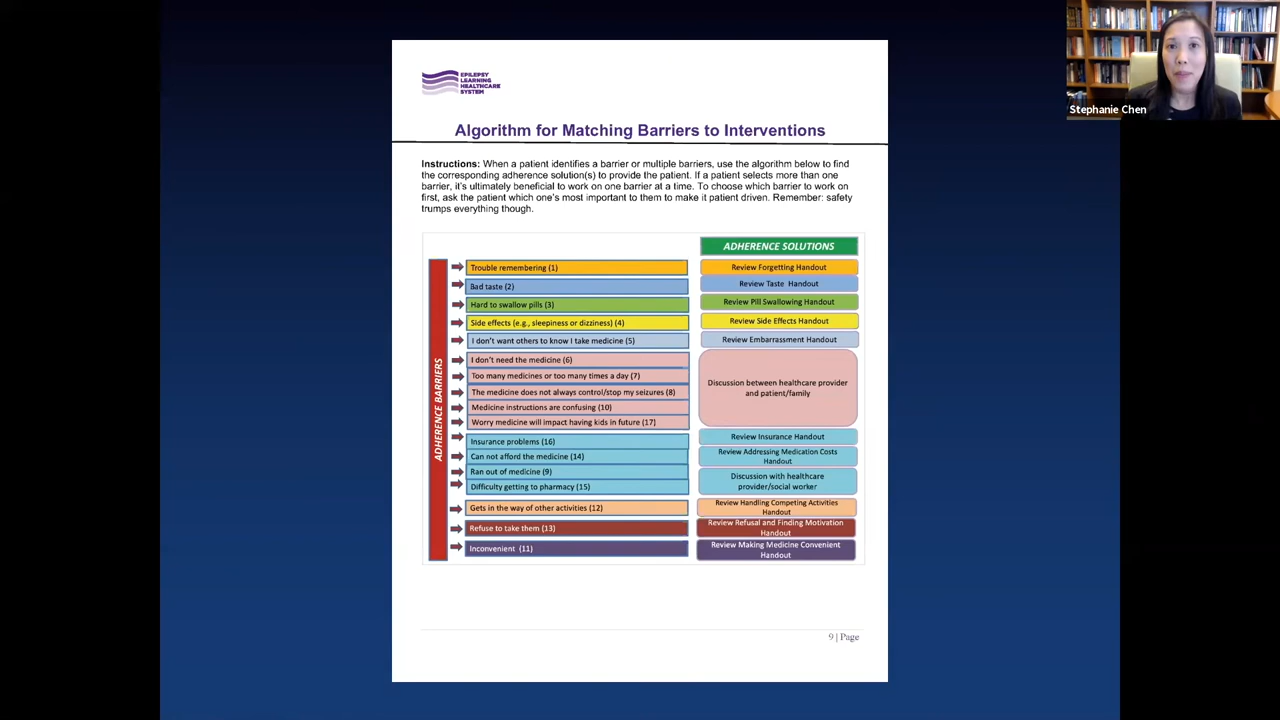 Stephanie Chen
EPILEPSY
LEARNING
HEALTHCARE
SYSTEM
Algorithm for Matching Barriers to Interventions
Instructions: When a patient identifies a barrier or multiple barriers, use the algorithm below to find
the corresponding adherence solution(s) to provide the patient. If a patient selects more than one
barrier, it's ultimately beneficial to work on one barrier at a time. To choose which barrier to work on
first, ask the patient which one's most important to them to make it patient driven. Remember: safety
trumps everything though.
ADHERENCE SOLUTIONS
ADHERENCE BARRIERS
Trouble remembering (1)
Review Forgetting Handout
Bad taste (2)
Review Taste Handout
Hard to swallow pills (3)
Review Pill Swallowing Handout
Side effects (e.g., sleepiness or dizziness) (4)
Review Side Effects Handout
I don't want others to know I take medicine (5)
Review Embarrassment Handout
I don't need the medicine (6)
Too many medicines or too many times a day (7)
The medicine does not always control/stop my seizures (8)
Medicine instructions are confusing (10)
Worry medicine will impact having kids in future (17)
Discussion between healthcare provider
and patient/family
Insurance problems (16)
Review Insurance Handout
Can not afford the medicine (14)
Review Addressing Medication Costs
Handout
Ran out of medicine (9)
Difficulty getting to pharmacy (15)
Discussion with healthcare
provider/social worker
Gets in the way of other activities (12)
Review Handling Competing Activities
Handout
Refuse to take them (13)
Review Refusal and Finding Motivation
Handout
Inconvenient (11)
Review Making Medicine Convenient
Handout
9 | Page